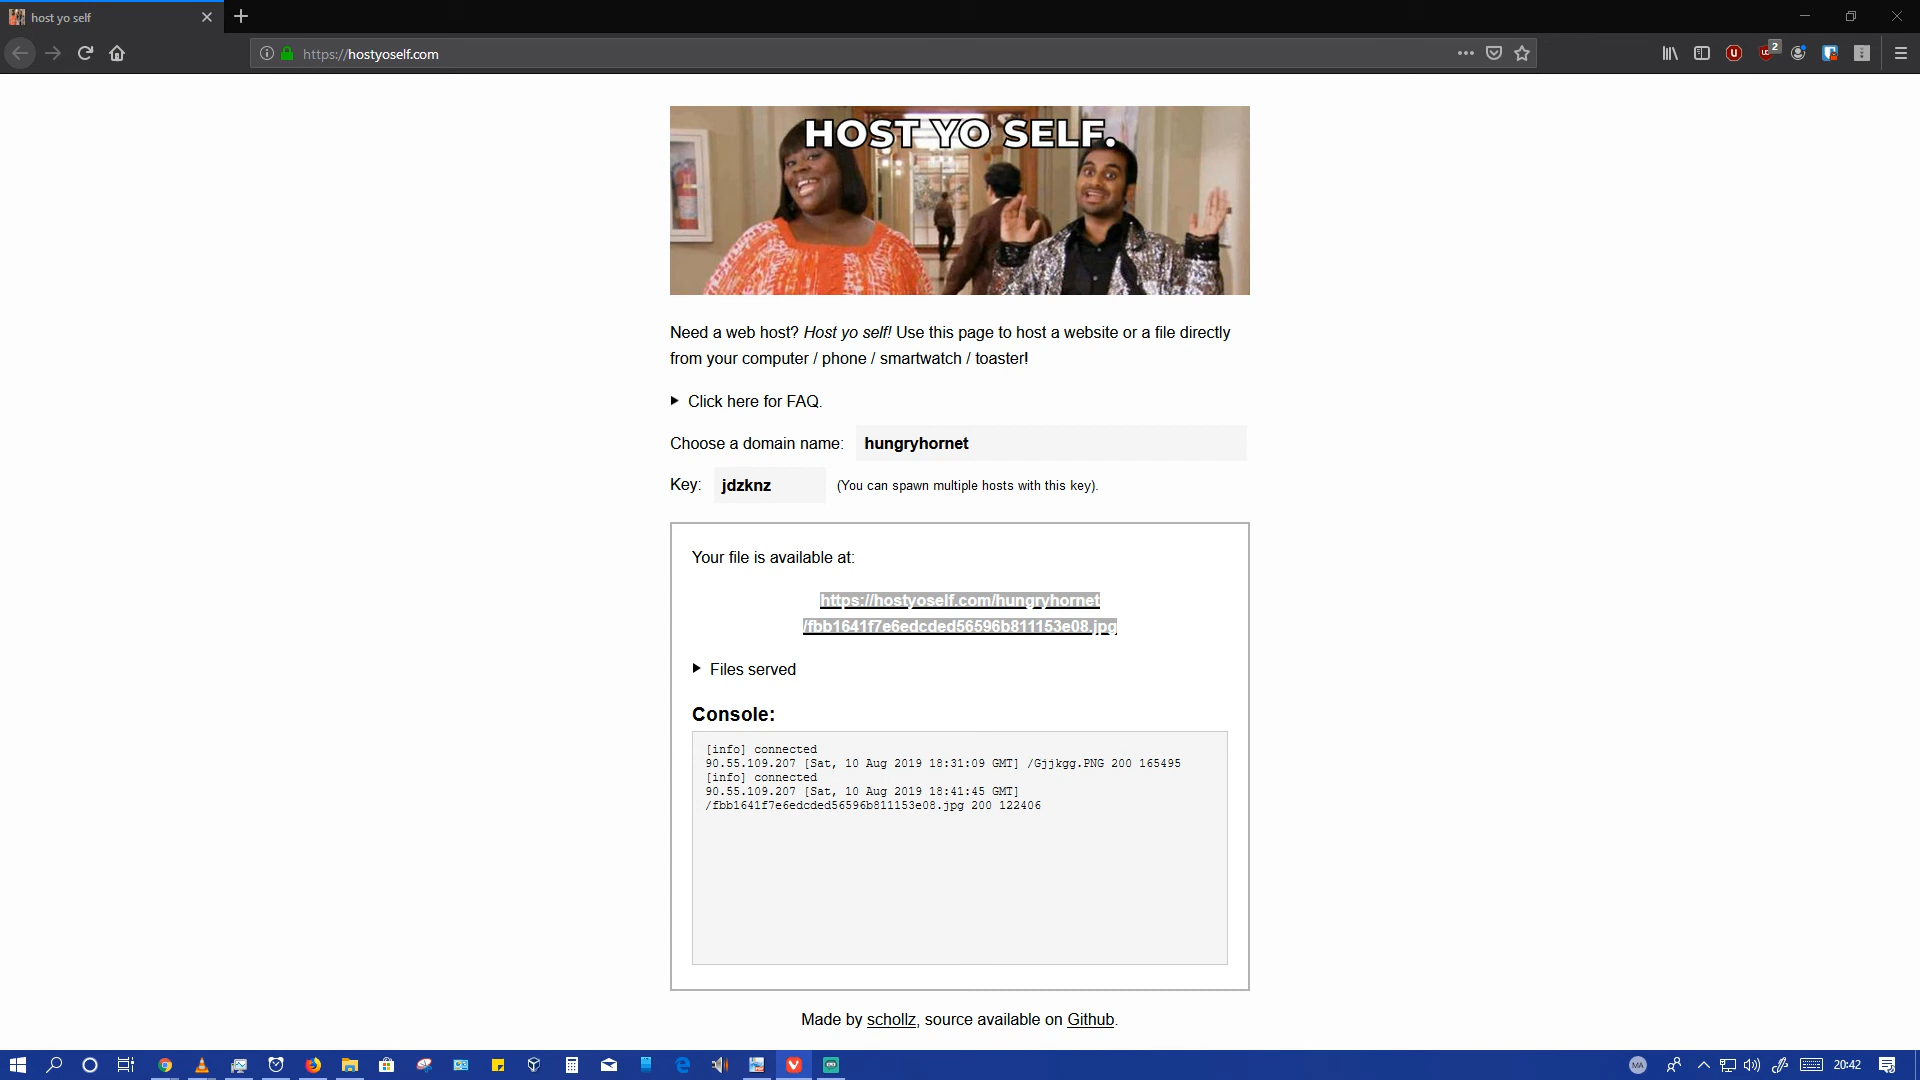 host yo self
https://hostyoself.com
2
HOST YO SELF.
Need a web host? Host yo self! Use this page to host a website or a file directly
from your computer / phone / smartwatch / toaster!
Click here for FAQ.
Choose a domain name: hungryhornet
Key: jdzknz (You can spawn multiple hosts with this key).
Your file is available at:
https://hostyoself.com/hungryhornet
/fbb1641f7e6edcded56596b811153e08.jpg
Files served
Console:
[info] connected
90.55.109.207 [Sat, 10 Aug 2019 18:31:09 GMT] /Gjjkgg.PNG 200 165495
[info] connected
90.55.109.207 [Sat, 10 Aug 2019 18:41:45 GMT]
/fbb1641f7e6edcded56596b811153e08.jpg 200 122406
Made by schollz, source available on Github.
MA
20:42